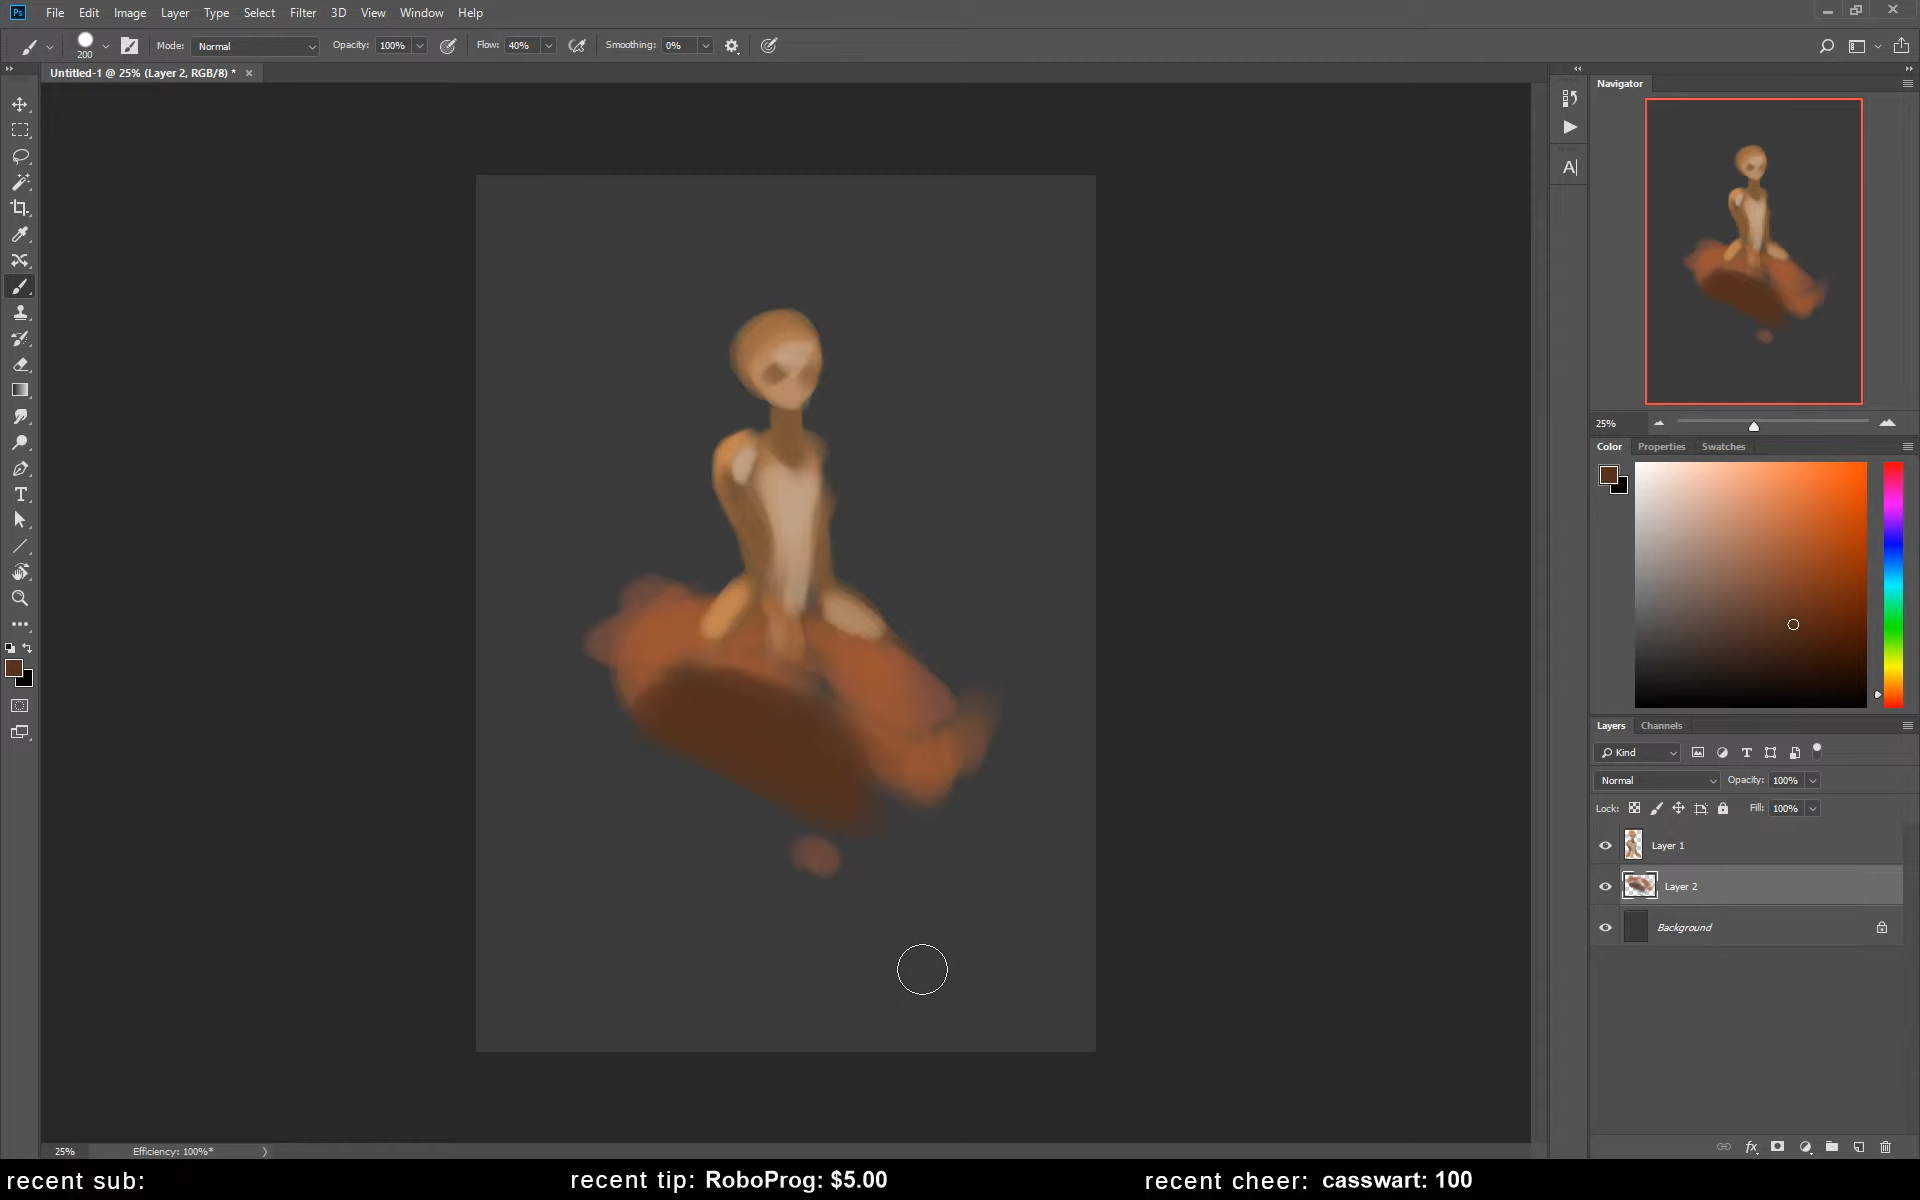 Ps File Edit Image Layer Type Select Filter 3D View Window Help
200 Mode: Normal Opacity: 100% Flow: 40% Smoothing: 0%
Untitled-1 @ 25% (Layer 2, RGB/8) *
Navigator
A
T
25%
Color Properties Swatches
Layers Channels
Kind T
Normal Opacity: 100%
Lock: Fill: 100%
Layer 1
Layer 2
Background
fx
25% Efficiency: 100%*
recent sub: recent tip: RoboProg: $5.00 recent cheer: casswart: 100